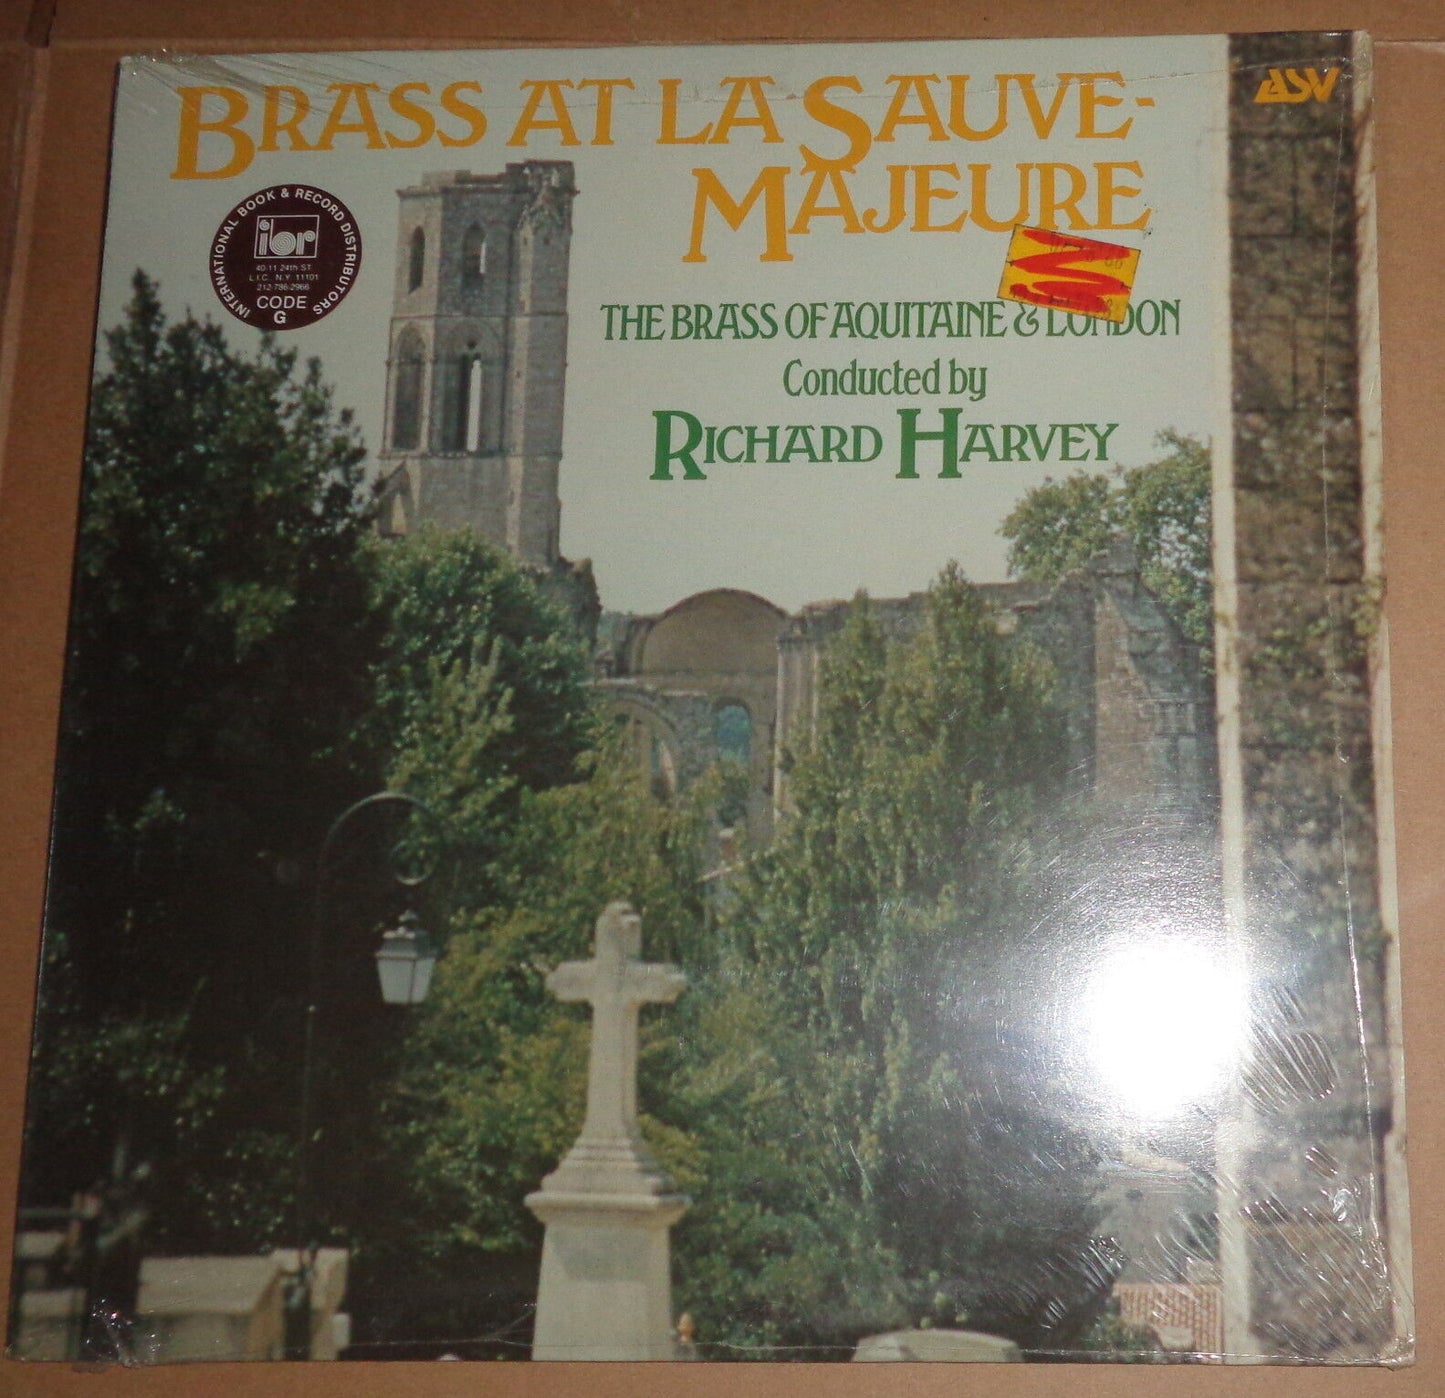 BRASS AT LA SAUVE-
MAJEURE
ASV
INTERNATIONAL BOOK & RECORD DISTRIBUTORS
ibr
40-11 24th ST.
L.I.C. N.Y. 11101
212-786-2966
CODE
G
THE BRASS OF AQUITAINE & LONDON
Conducted by
RICHARD HARVEY